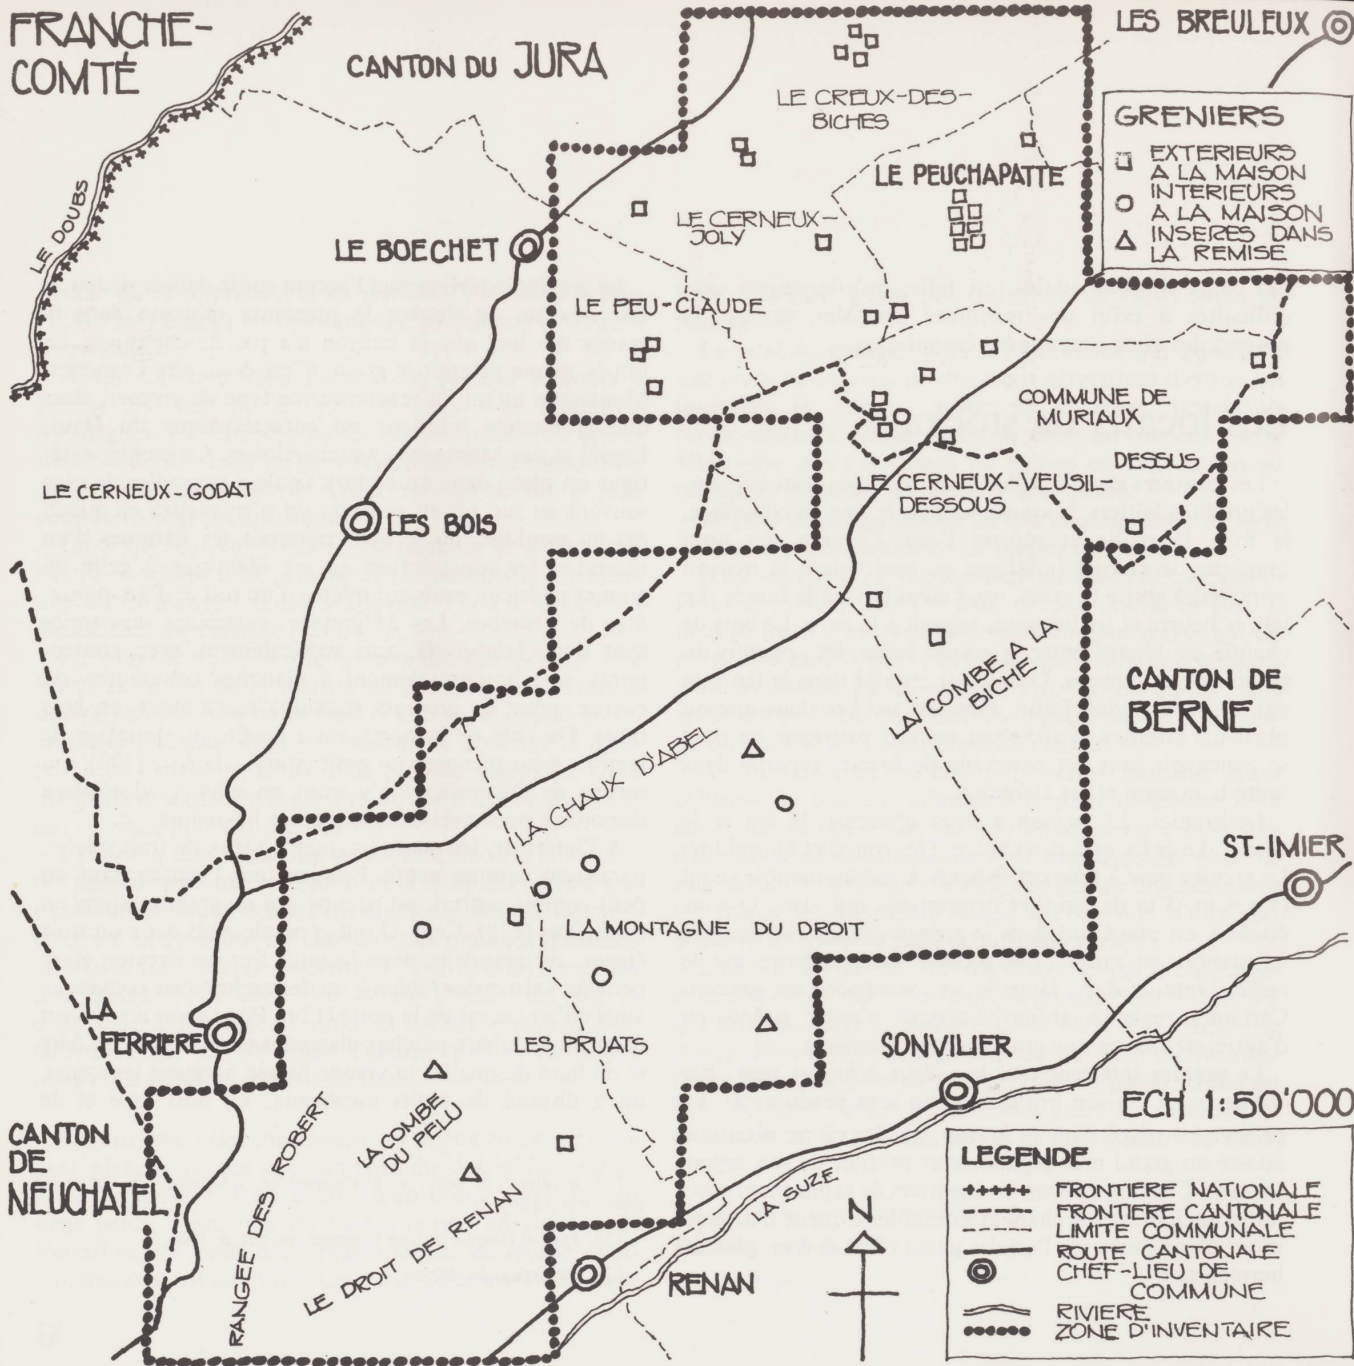 FRANCHE-
COMTÉ
CANTON DU JURA
LES BREULEUX
LE CREUX-DES-
BICHES
GRENIERS
EXTERIEURS
A LA MAISON
INTERIEURS
A LA MAISON
INSERES DANS
LA REMISE
LE PEUCHAPATTE
LE DOUBS
LE CERNEUX-
JOLY
LE BOECHET
LE PEU-CLAUDE
COMMUNE DE
MURIAUX
DESSUS
LE CERNEUX-VEUSIL-
DESSOUS
LE CERNEUX-GODAT
LES BOIS
LA COMBE A LA
BICHE
CANTON DE
BERNE
LA CHAUX D'ABEL
ST-IMIER
LA MONTAGNE DU DROIT
LA
FERRIERE
LES PRUATS
SONVILIER
ECH 1:50'000
CANTON
DE
NEUCHATEL
RANGEE DES ROBERT
LA COMBE
DU PELU
LE DROIT DE RENAN
LA SUZE
RENAN
N
LEGENDE
FRONTIERE NATIONALE
FRONTIERE CANTONALE
LIMITE COMMUNALE
ROUTE CANTONALE
CHEF-LIEU DE
COMMUNE
RIVIERE
ZONE D'INVENTAIRE